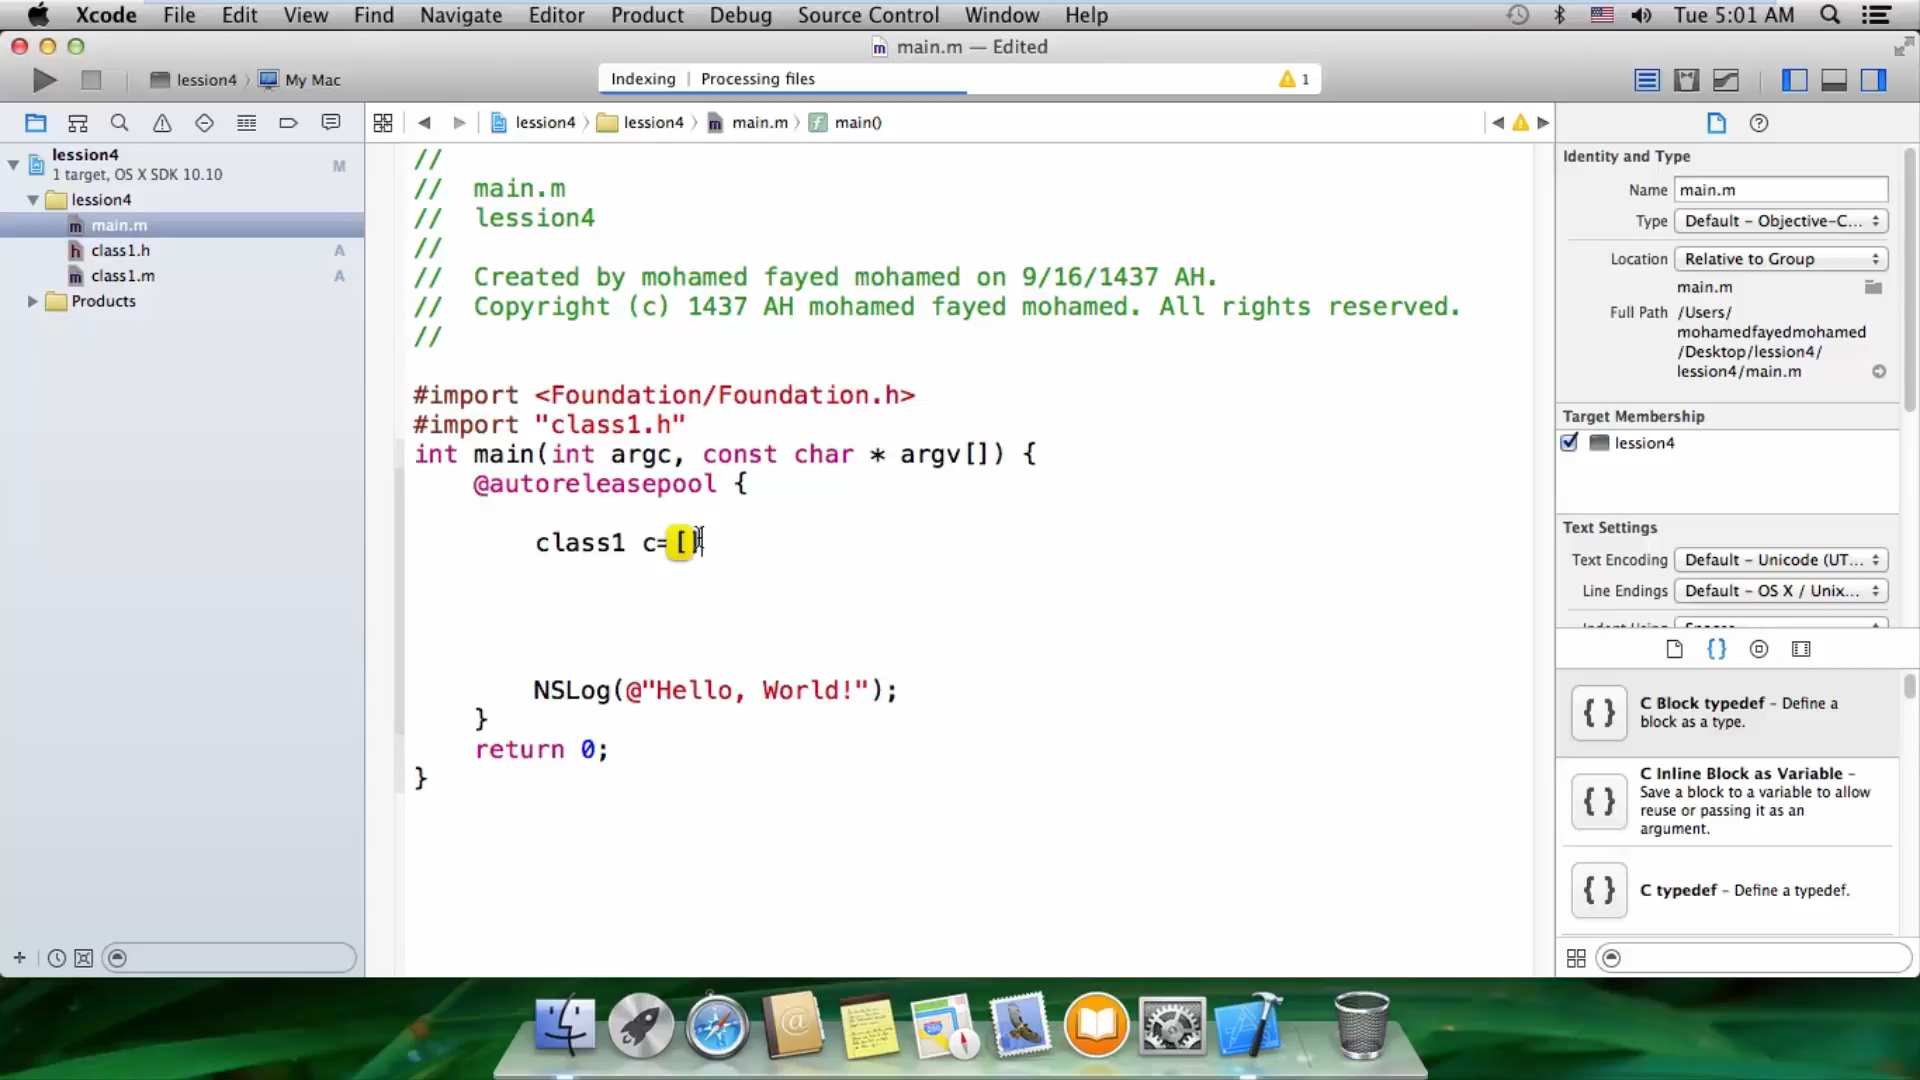 Xcode File Edit View Find Navigate Editor Product Debug Source Control Window Help Tue 5:01 AM
main.m — Edited
lession4 My Mac Indexing | Processing files 1
lession4 lession4 main.m main()
lession4
1 target, OS X SDK 10.10
M
lession4
main.m
class1.h A
class1.m A
Products
//
// main.m
// lession4
//
// Created by mohamed fayed mohamed on 9/16/1437 AH.
// Copyright (c) 1437 AH mohamed fayed mohamed. All rights reserved.
//
#import <Foundation/Foundation.h>
#import "class1.h"
int main(int argc, const char * argv[]) {
@autoreleasepool {
class1 c=[]
NSLog(@"Hello, World!");
}
return 0;
}
Identity and Type
Name main.m
Type Default – Objective-C...
Location Relative to Group
main.m
Full Path /Users/
mohamedfayedmohamed
/Desktop/lession4/
lession4/main.m
Target Membership
lession4
Text Settings
Text Encoding Default – Unicode (UT...
Line Endings Default – OS X / Unix...
{ } C Block typedef – Define a
block as a type.
{ } C Inline Block as Variable –
Save a block to a variable to allow
reuse or passing it as an
argument.
{ } C typedef – Define a typedef.